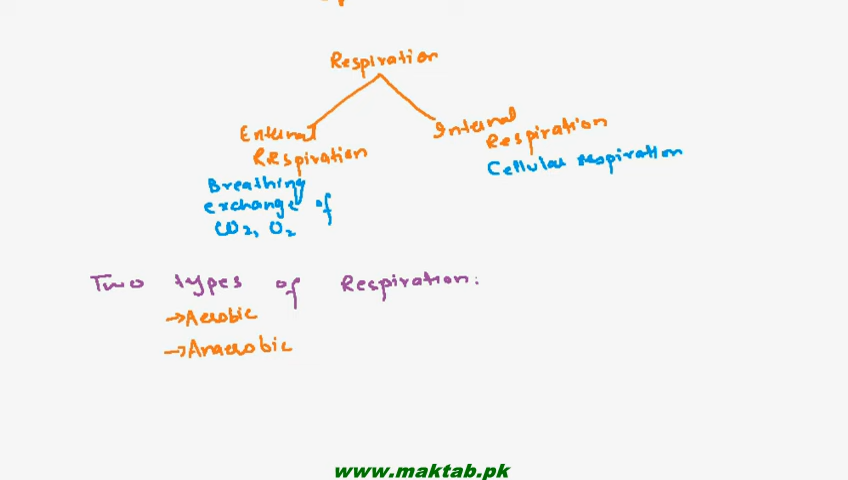 Respiration
External
Respiration
Breathing
exchange of
CO2, O2
Internal
Respiration
Cellular respiration
Two types of Respiration:
→Aerobic
→Anaerobic
www.maktab.pk